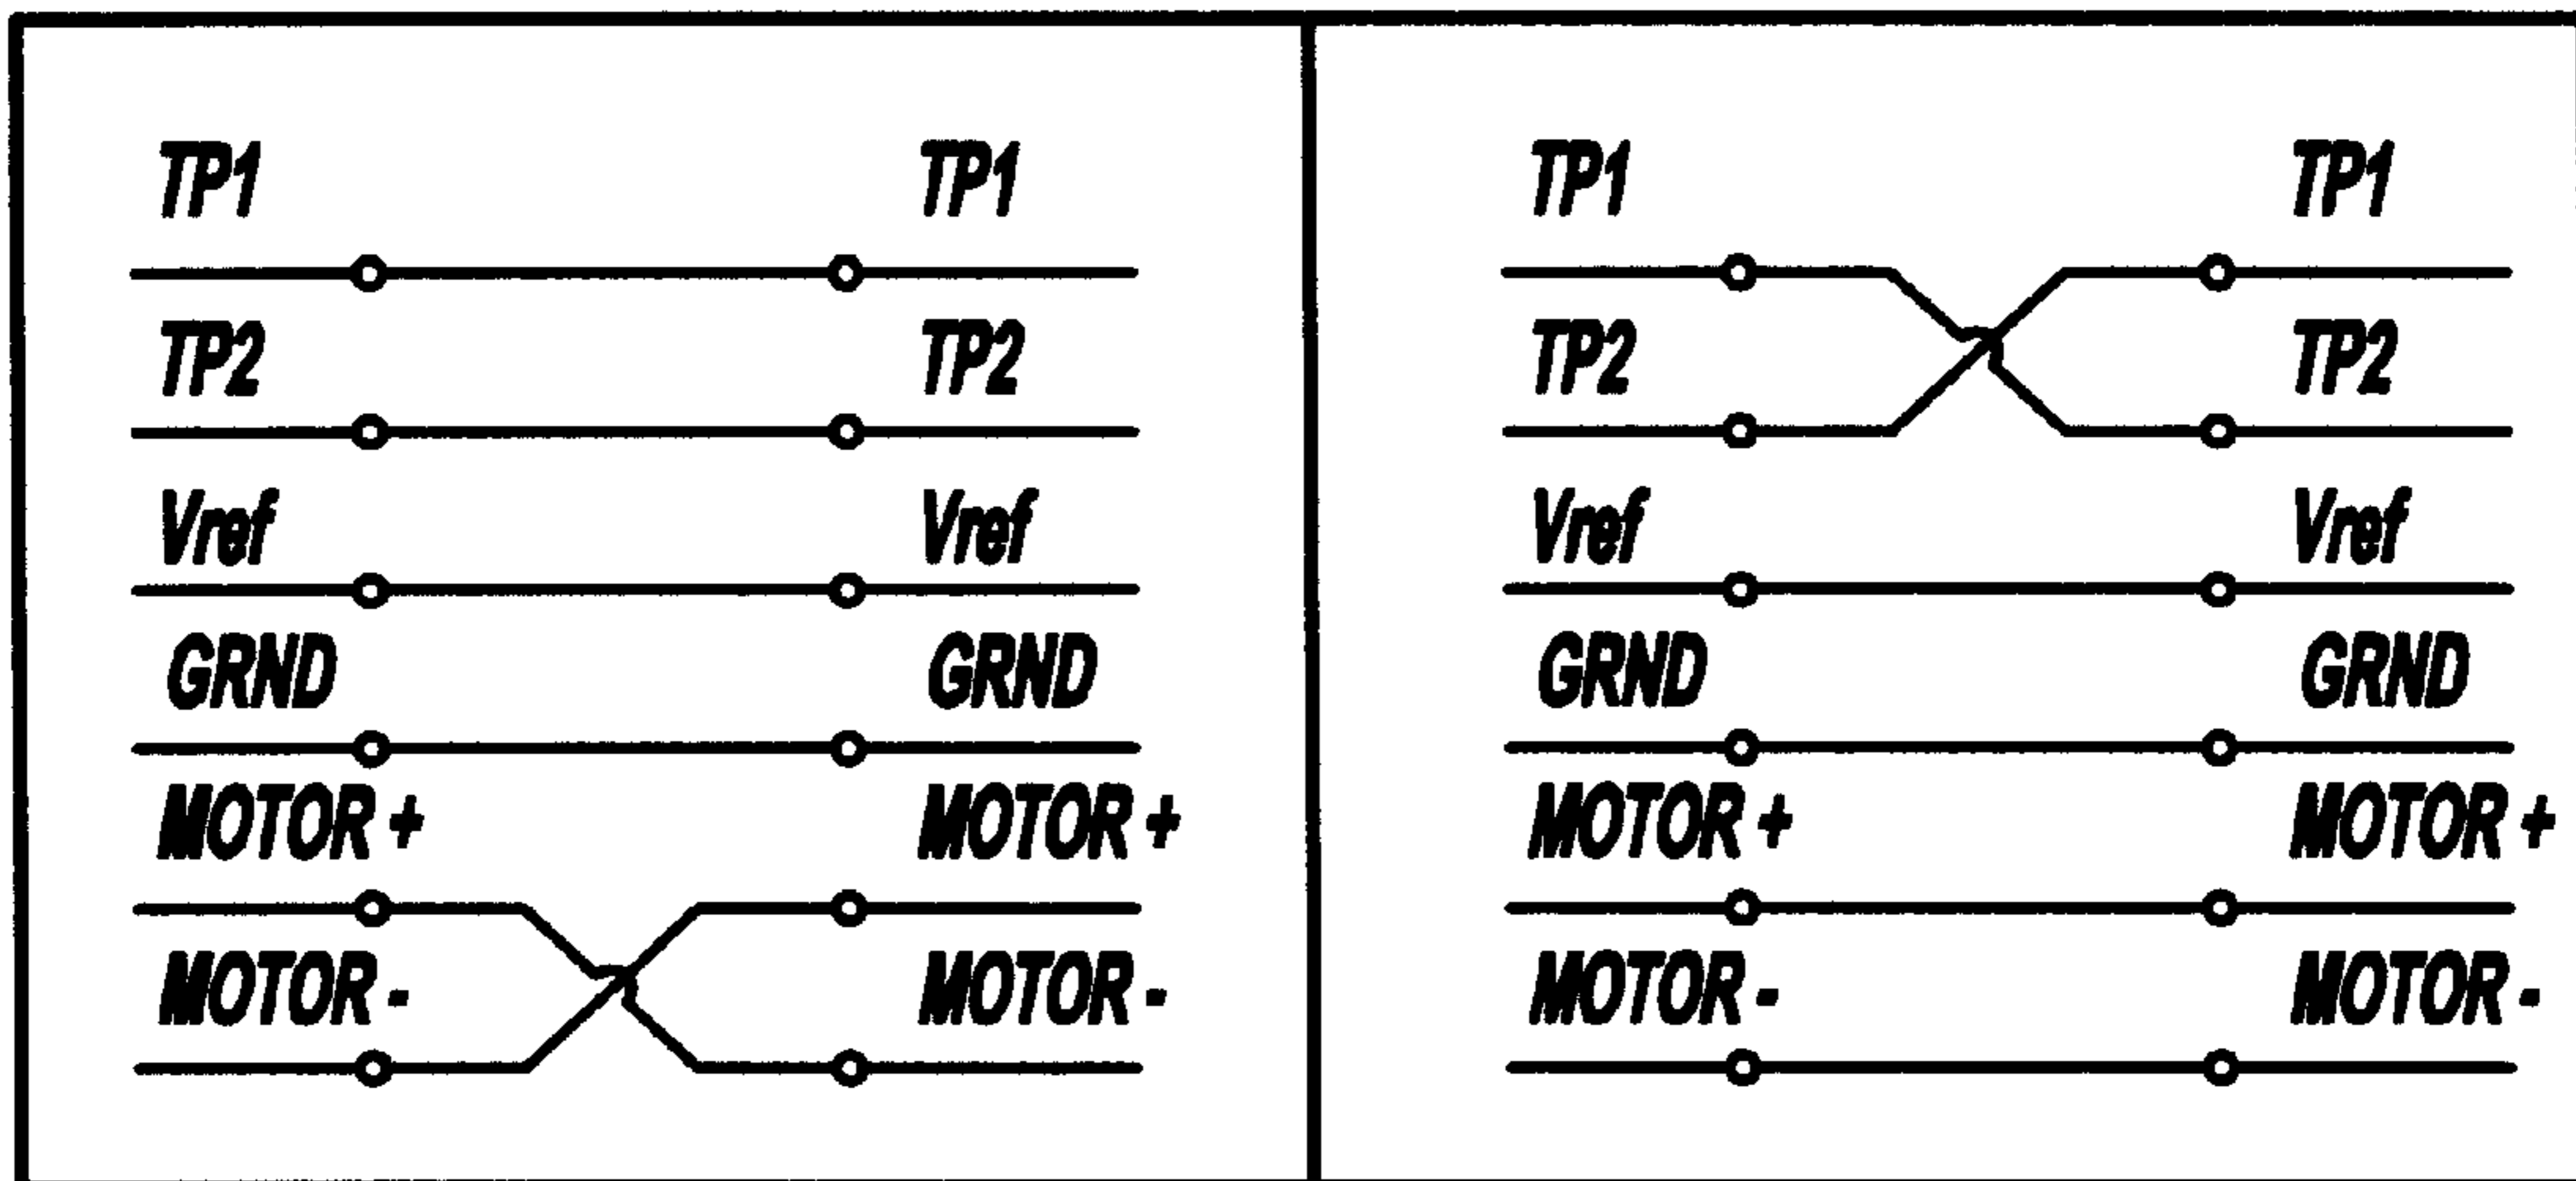 TP1 TP1
TP2 TP2
Vref Vref
GRND GRND
MOTOR + MOTOR +
MOTOR - MOTOR -
TP1 TP1
TP2 TP2
Vref Vref
GRND GRND
MOTOR + MOTOR +
MOTOR - MOTOR -